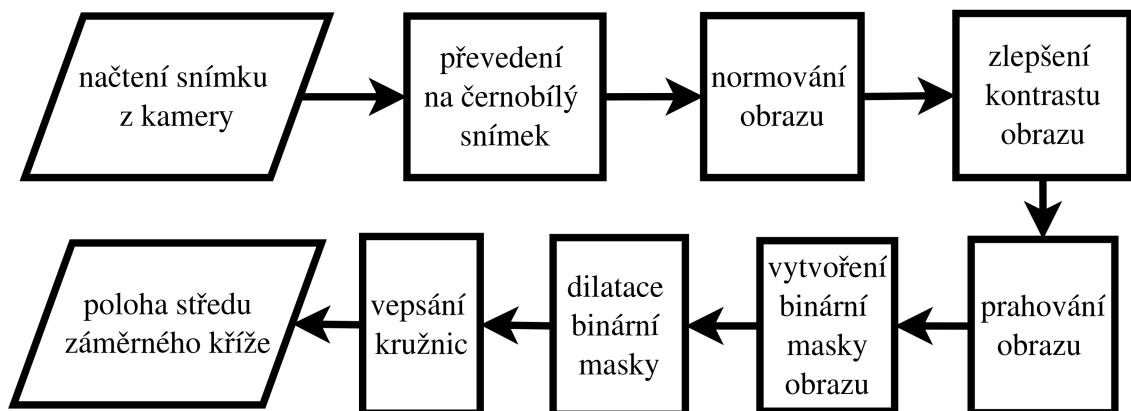 načtení snímku
z kamery
převedení
na černobílý
snímek
normování
obrazu
zlepšení
kontrastu
obrazu
prahování
obrazu
vytvoření
binární
masky
obrazu
dilatace
binární
masky
vepsání
kružnic
poloha středu
záměrného kříže